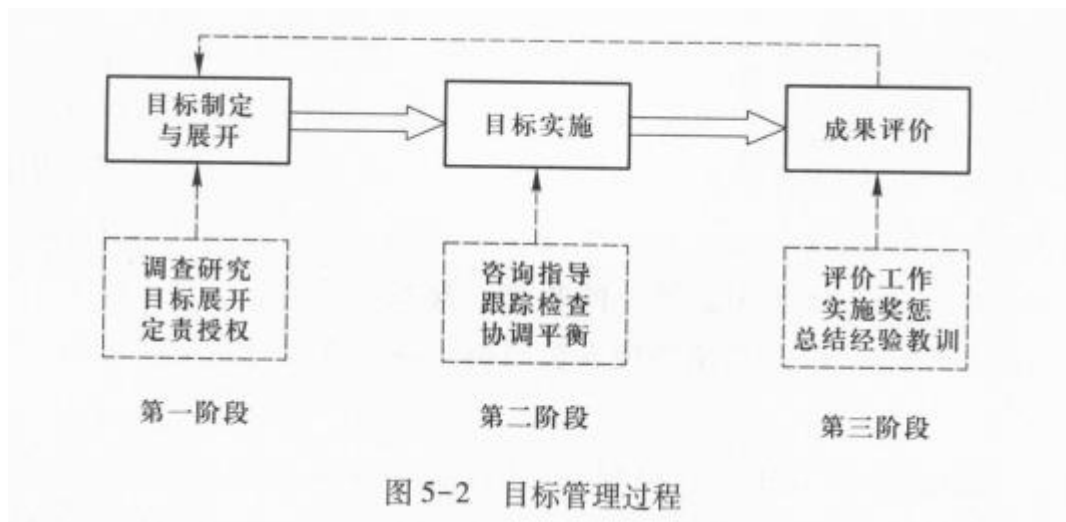 目标制定
与展开
目标实施
成果评价
调查研究
目标展开
定责授权
咨询指导
跟踪检查
协调平衡
评价工作
实施奖惩
总结经验教训
第一阶段
第二阶段
第三阶段
图 5-2 目标管理过程